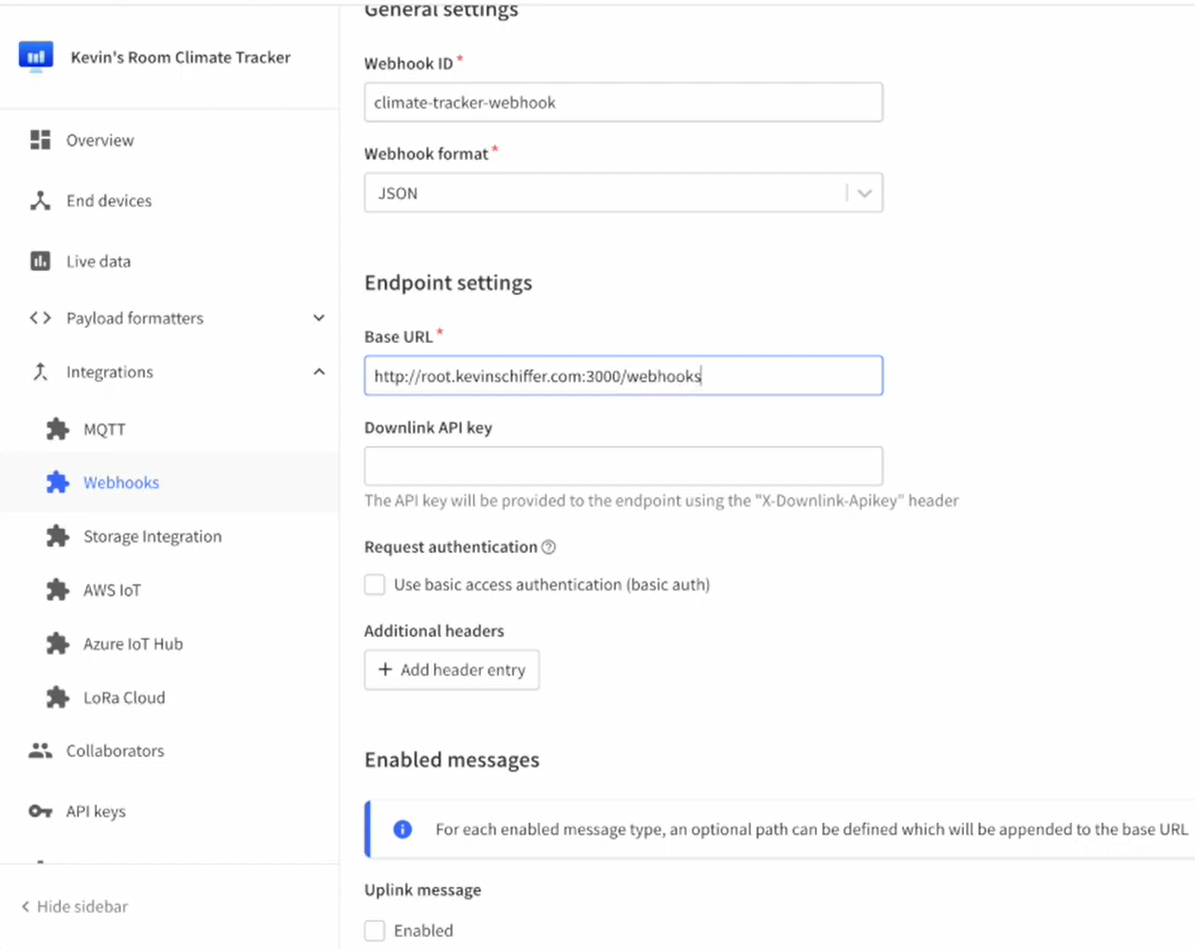 General settings
Kevin's Room Climate Tracker
Webhook ID *
climate-tracker-webhook
Overview
Webhook format *
JSON
End devices
Live data
Endpoint settings
Payload formatters
Base URL *
Integrations
http://root.kevinschiffer.com:3000/webhooks
MQTT
Downlink API key
Webhooks
The API key will be provided to the endpoint using the "X-Downlink-Apikey" header
Storage Integration
Request authentication
AWS IoT
Use basic access authentication (basic auth)
Azure IoT Hub
Additional headers
+ Add header entry
LoRa Cloud
Collaborators
Enabled messages
API keys
For each enabled message type, an optional path can be defined which will be appended to the base URL
Uplink message
Hide sidebar
Enabled